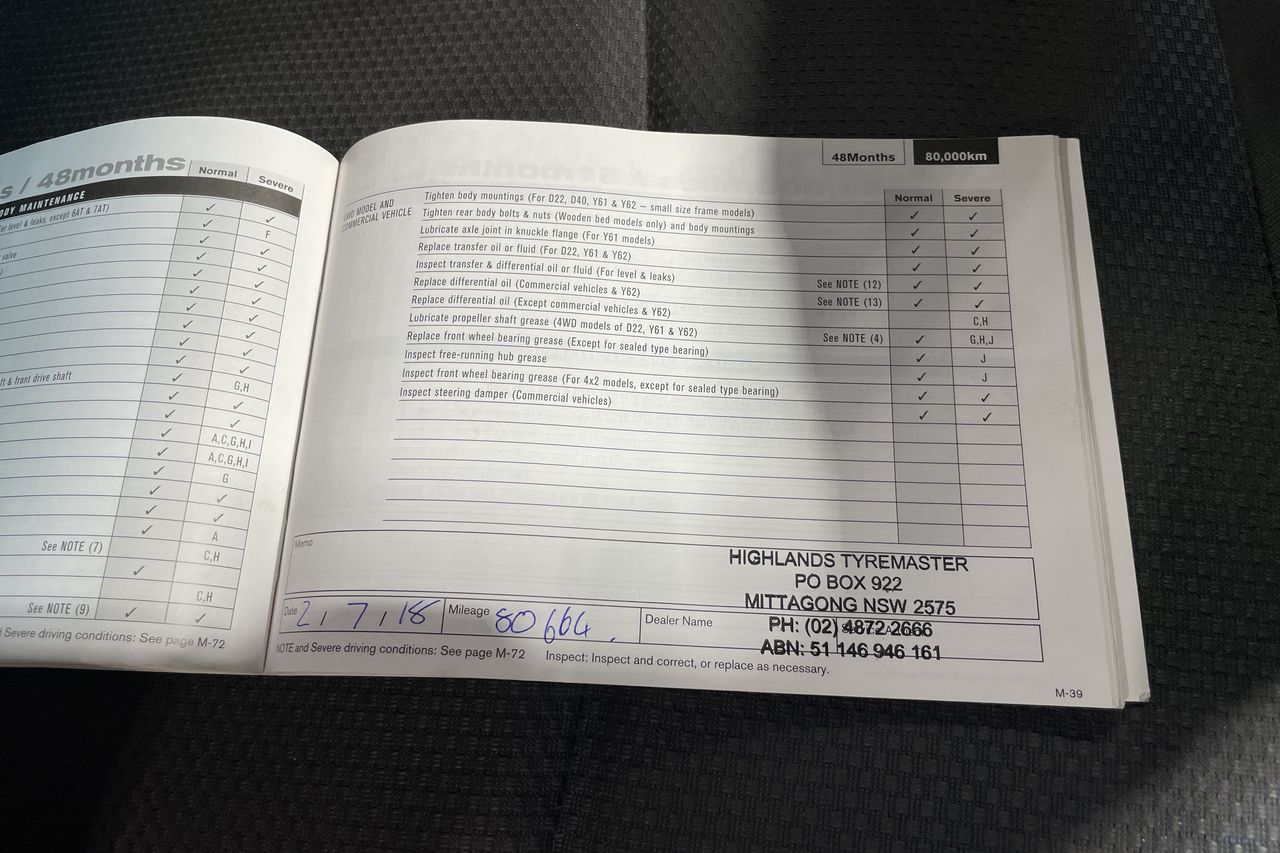 s / 48months
Normal Severe
ODY MAINTENANCE
✓ ✓
or level & leaks, except 6AT & 7AT) ✓ F
✓ ✓
valve ✓ ✓
) ✓ ✓
✓ ✓
✓ ✓
✓ ✓
✓ ✓
✓ G,H
ft & front drive shaft ✓ ✓
✓ ✓
✓ A,C,G,H,I
✓ A,C,G,H,I
✓ G
✓ ✓
✓ ✓
✓ A
See NOTE (7) C,H
✓
C,H
See NOTE (9) ✓ ✓
Severe driving conditions: See page M-72
48Months 80,000km
Normal Severe
4WD MODEL AND
COMMERCIAL VEHICLE
Tighten body mountings (For D22, D40, Y61 & Y62 – small size frame models) ✓ ✓
Tighten rear body bolts & nuts (Wooden bed models only) and body mountings ✓ ✓
Lubricate axle joint in knuckle flange (For Y61 models) ✓ ✓
Replace transfer oil or fluid (For D22, Y61 & Y62) ✓ ✓
Inspect transfer & differential oil or fluid (For level & leaks) See NOTE (12) ✓ ✓
Replace differential oil (Commercial vehicles & Y62) See NOTE (13) ✓ ✓
Replace differential oil (Except commercial vehicles & Y62) C,H
Lubricate propeller shaft grease (4WD models of D22, Y61 & Y62) See NOTE (4) ✓ G,H,J
Replace front wheel bearing grease (Except for sealed type bearing) ✓ J
Inspect free-running hub grease ✓ J
Inspect front wheel bearing grease (For 4x2 models, except for sealed type bearing) ✓ ✓
Inspect steering damper (Commercial vehicles) ✓ ✓
Memo
HIGHLANDS TYREMASTER
PO BOX 922
MITTAGONG NSW 2575
PH: (02) 4872 2666
ABN: 51 146 946 161
Date 2 / 7 / 18 Mileage 80664. Dealer Name
NOTE and Severe driving conditions: See page M-72 Inspect: Inspect and correct, or replace as necessary.
M-39